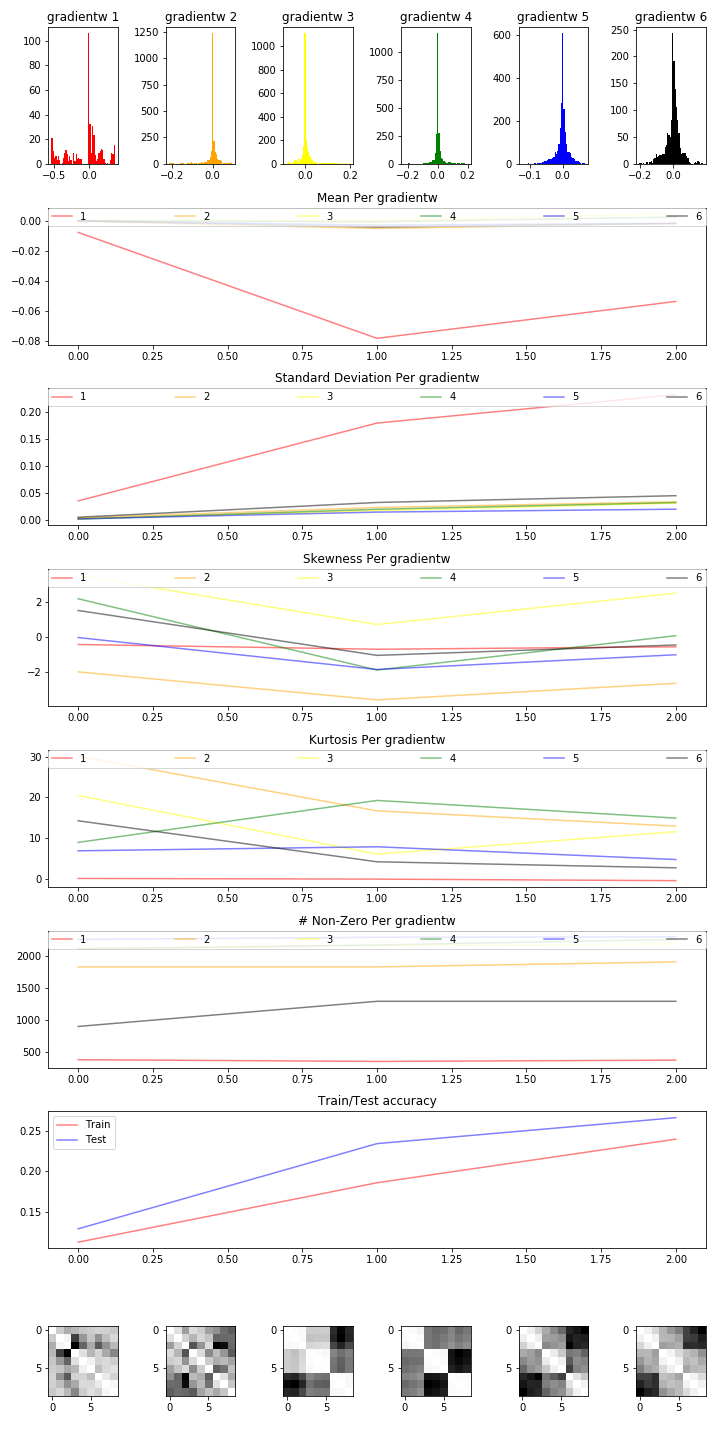 gradientw 1 gradientw 2 gradientw 3 gradientw 4 gradientw 5 gradientw 6
100 80 60 40 20 0 −0.5 0.0
1250 1000 750 500 250 0 −0.2 0.0
1000 800 600 400 200 0 0.0 0.2
1000 750 500 250 0 −0.2 0.0 0.2
600 400 200 0 −0.1 0.0
250 200 150 100 50 0 −0.2 0.0
Mean Per gradientw
1 2 3 4 5 6
0.00
−0.02
−0.04
−0.06
−0.08
0.00 0.25 0.50 0.75 1.00 1.25 1.50 1.75 2.00
Standard Deviation Per gradientw
1 2 3 4 5 6
0.20
0.15
0.10
0.05
0.00
0.00 0.25 0.50 0.75 1.00 1.25 1.50 1.75 2.00
Skewness Per gradientw
1 2 3 4 5 6
2
0
−2
0.00 0.25 0.50 0.75 1.00 1.25 1.50 1.75 2.00
Kurtosis Per gradientw
1 2 3 4 5 6
30
20
10
0
0.00 0.25 0.50 0.75 1.00 1.25 1.50 1.75 2.00
# Non-Zero Per gradientw
1 2 3 4 5 6
2000
1500
1000
500
0.00 0.25 0.50 0.75 1.00 1.25 1.50 1.75 2.00
Train/Test accuracy
Train
Test
0.25
0.20
0.15
0.00 0.25 0.50 0.75 1.00 1.25 1.50 1.75 2.00
0 0 0 0 0 0
5 5 5 5 5 5
0 5 0 5 0 5 0 5 0 5 0 5